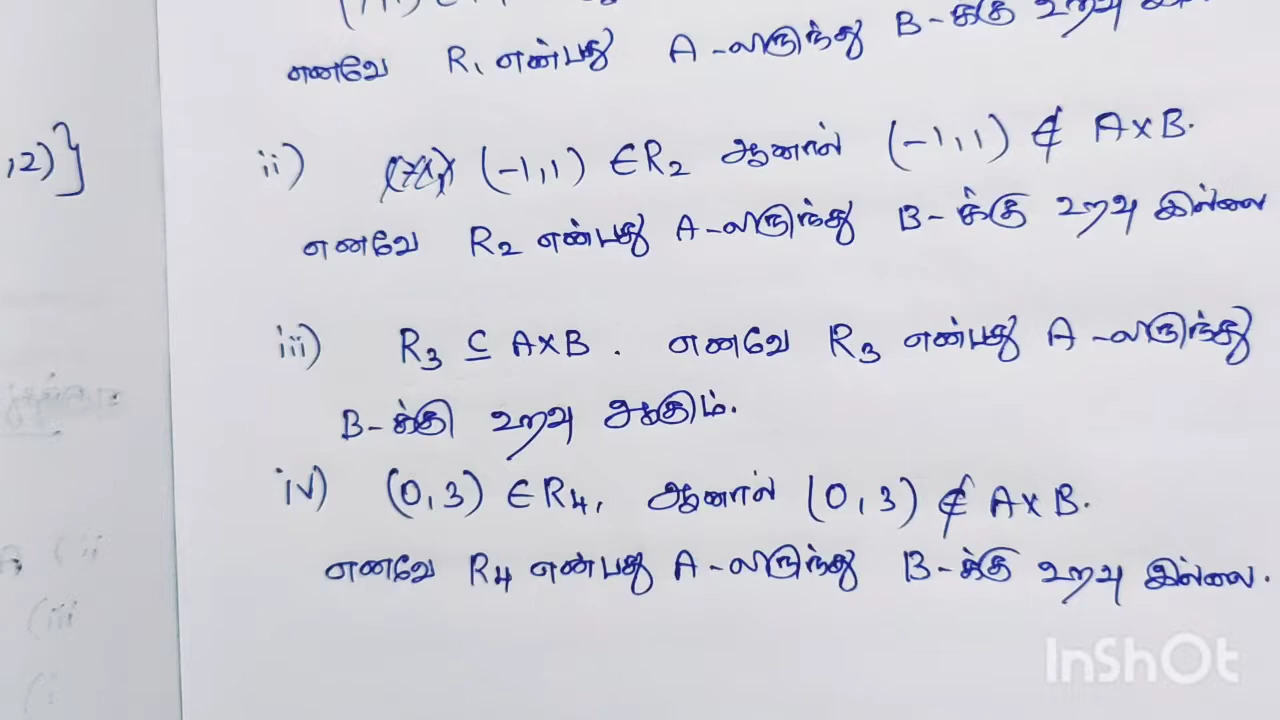 எனவே R₁ என்பது A-லிருந்து B-க்கு உறவு
,2)}
ii) (-1,1) ∈R₂ ஆனால் (-1,1) ∉ A×B.
எனவே R₂ என்பது A-லிருந்து B-க்கு உறவு இல்லை
iii) R₃ ⊆ A×B. எனவே R₃ என்பது A-லிருந்து
B-க்கு உறவு ஆகும்.
iv) (0,3) ∈R₄, ஆனால் (0,3) ∉ A×B.
எனவே R₄ என்பது A-லிருந்து B-க்கு உறவு இல்லை.
InShOt